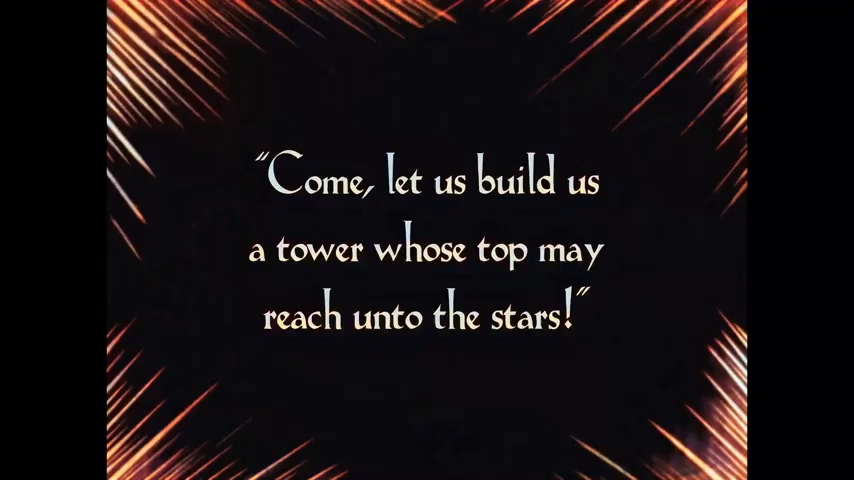 “Come, let us build us
a tower whose top may
reach unto the stars!”